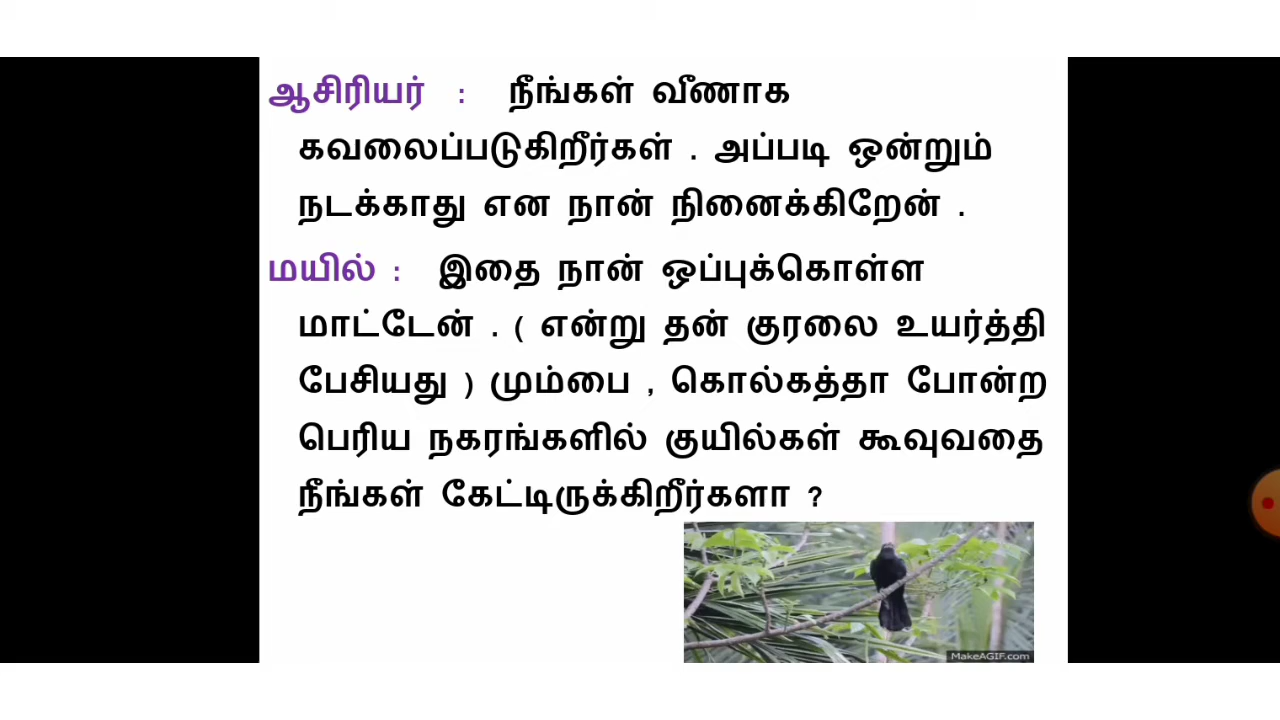 ஆசிரியர் : நீங்கள் வீணாக
கவலைப்படுகிறீர்கள் . அப்படி ஒன்றும்
நடக்காது என நான் நினைக்கிறேன் .
மயில் : இதை நான் ஒப்புக்கொள்ள
மாட்டேன் . ( என்று தன் குரலை உயர்த்தி
பேசியது ) மும்பை , கொல்கத்தா போன்ற
பெரிய நகரங்களில் குயில்கள் கூவுவதை
நீங்கள் கேட்டிருக்கிறீர்களா ?
MakeAGIF.com